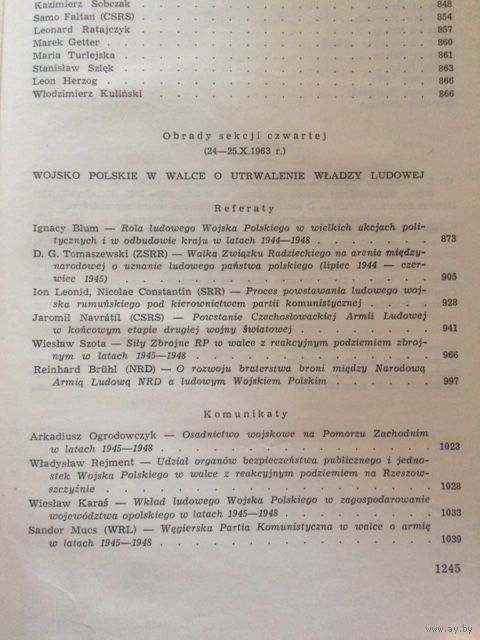 Kazimierz Sobczak . . . . . . . . . . . 848
Samo Faltan (CSRS) . . . . . . . . . . . 854
Leonard Ratajczyk . . . . . . . . . . . 857
Marek Getter . . . . . . . . . . . . 860
Maria Turlejska . . . . . . . . . . . 861
Stanisław Szlęk . . . . . . . . . . . 863
Leon Herzog . . . . . . . . . . . . 866
Włodzimierz Kuliński . . . . . . . . . . 866
Obrady sekcji czwartej
(24—25.X.1963 r.)
WOJSKO POLSKIE W WALCE O UTRWALENIE WŁADZY LUDOWEJ
Referaty
Ignacy Blum — Rola ludowego Wojska Polskiego w wielkich akcjach poli-
tycznych i w odbudowie kraju w latach 1944—1948 . . . . . . 873
D. G. Tomaszewski (ZSRR) — Walka Związku Radzieckiego na arenie między-
narodowej o uznanie ludowego państwa polskiego (lipiec 1944 — czer-
wiec 1945) . . . . . . . . . . . . 905
Ion Leonid, Nicolae Constantin (SRR) — Proces powstawania ludowego woj-
ska rumuńskiego pod kierownictwem partii komunistycznej . . . . 928
Jaromil Navrátil (CSRS) — Powstanie Czechosłowackiej Armii Ludowej
w końcowym etapie drugiej wojny światowej . . . . . . . 941
Wiesław Szota — Siły Zbrojne RP w walce z reakcyjnym podziemiem zbroj-
nym w latach 1945—1948 . . . . . . . . . . 966
Reinhard Brühl (NRD) — O rozwoju braterstwa broni między Narodową
Armią Ludową NRD a ludowym Wojskiem Polskim . . . . . . 997
Komunikaty
Arkadiusz Ogrodowczyk — Osadnictwo wojskowe na Pomorzu Zachodnim
w latach 1945—1948 . . . . . . . . . . . 1023
Władysław Rejment — Udział organów bezpieczeństwa publicznego i jedno-
stek Wojska Polskiego w walce z reakcyjnym podziemiem na Rzeszow-
szczyźnie . . . . . . . . . . . . . 1028
Wiesław Karaś — Wkład ludowego Wojska Polskiego w zagospodarowanie
województwa opolskiego w latach 1945—1948 . . . . . . . 1033
Sandor Mucs (WRL) — Węgierska Partia Komunistyczna w walce o armię
w latach 1945—1948 . . . . . . . . . . . 1039
1245
www.ay.by